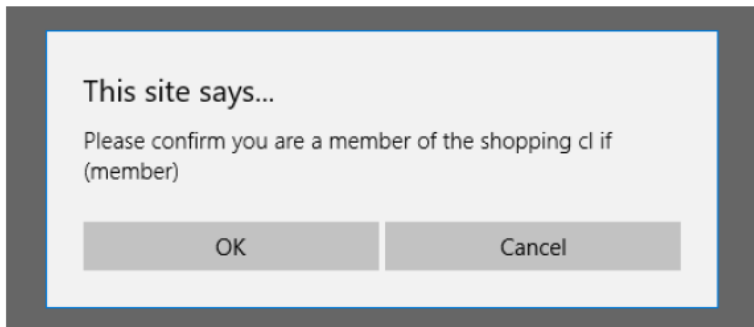 This site says...
Please confirm you are a member of the shopping cl if
(member)
OK
Cancel